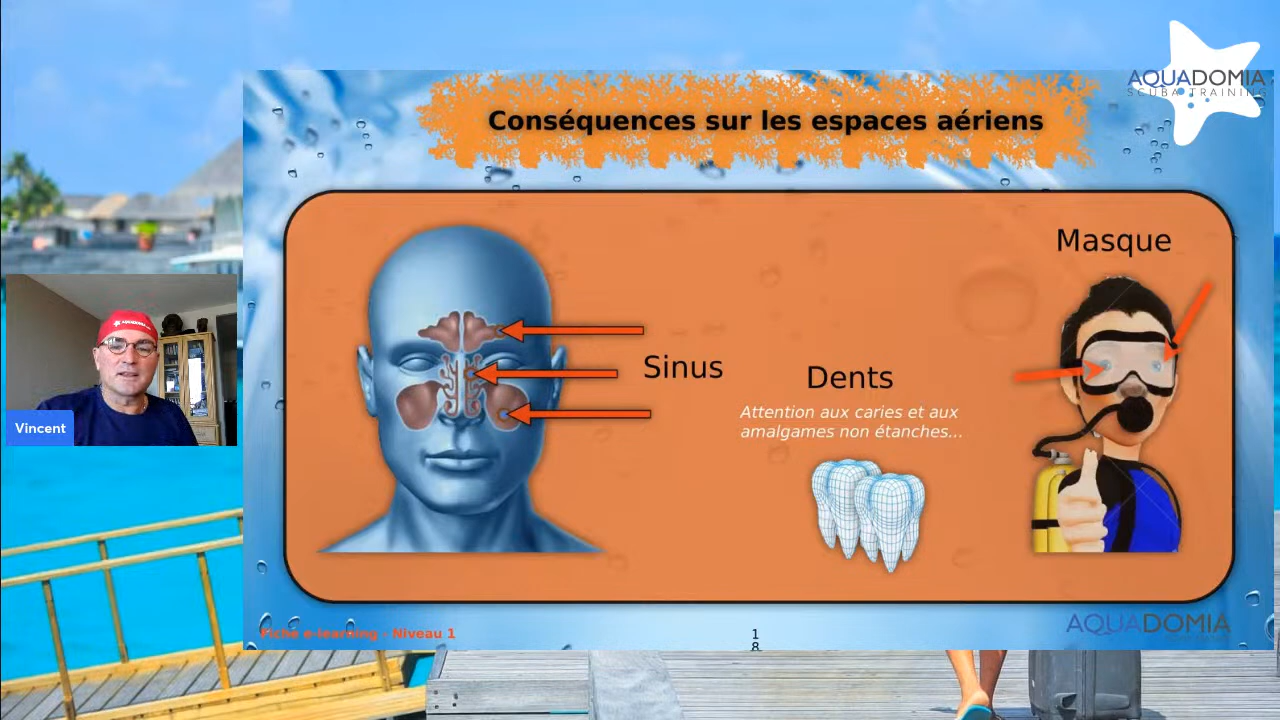 AQUADOMIA
SCUBA TRAINING
Conséquences sur les espaces aériens
Masque
Sinus
Dents
Attention aux caries et aux
amalgames non étanches...
Vincent
Fiche e-learning - Niveau 1
1
8
AQUADOMIA